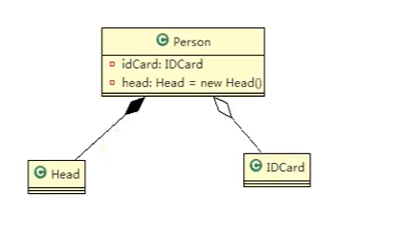 C Person
idCard: IDCard
head: Head = new Head()
C Head
C IDCard